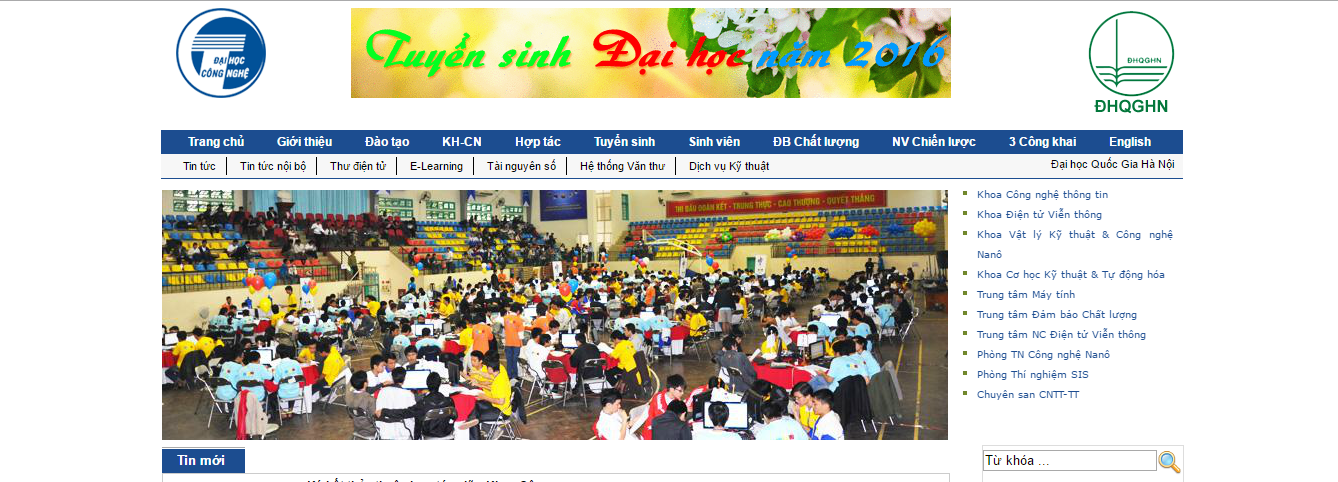 ĐẠI HỌC
CÔNG NGHỆ
Tuyển sinh Đại học năm 2016
ĐHQGHN
ĐHQGHN
Trang chủ Giới thiệu Đào tạo KH-CN Hợp tác Tuyển sinh Sinh viên ĐB Chất lượng NV Chiến lược 3 Công khai English
Tin tức Tin tức nội bộ Thư điện tử E-Learning Tài nguyên số Hệ thống Văn thư Dịch vụ Kỹ thuật Đại học Quốc Gia Hà Nội
THI ĐẤU ĐOÀN KẾT - TRUNG THỰC - CAO THƯỢNG - QUYẾT THẮNG
Khoa Công nghệ thông tin
Khoa Điện tử Viễn thông
Khoa Vật lý Kỹ thuật & Công nghệ
Nanô
Khoa Cơ học Kỹ thuật & Tự động hóa
Trung tâm Máy tính
Trung tâm Đảm bảo Chất lượng
Trung tâm NC Điện tử Viễn thông
Phòng TN Công nghệ Nanô
Phòng Thí nghiệm SIS
Chuyên san CNTT-TT
Tin mới
Từ khóa ...